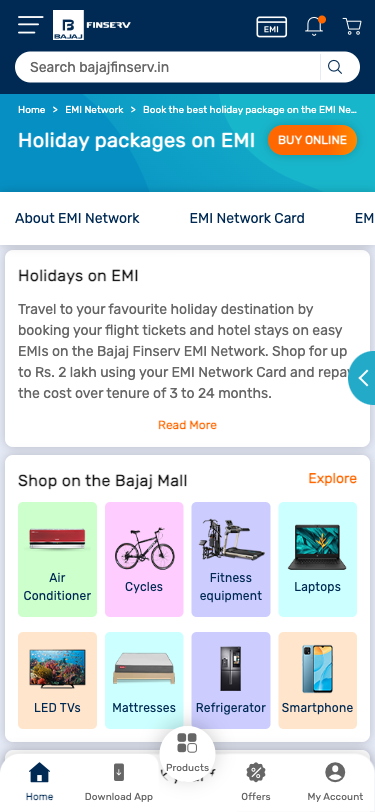 B
BAJAJ
FINSERV
EMI
Search bajajfinserv.in
Home > EMI Network > Book the best holiday package on the EMI Ne...
Holiday packages on EMI
BUY ONLINE
About EMI Network
EMI Network Card
EM
Holidays on EMI
Travel to your favourite holiday destination by
booking your flight tickets and hotel stays on easy
EMIs on the Bajaj Finserv EMI Network. Shop for up
to Rs. 2 lakh using your EMI Network Card and repay
the cost over tenure of 3 to 24 months.
Read More
Shop on the Bajaj Mall
Explore
Air
Conditioner
Cycles
Fitness
equipment
Laptops
LED TVs
Mattresses
Refrigerator
Smartphone
Home
Download App
Products
Offers
My Account